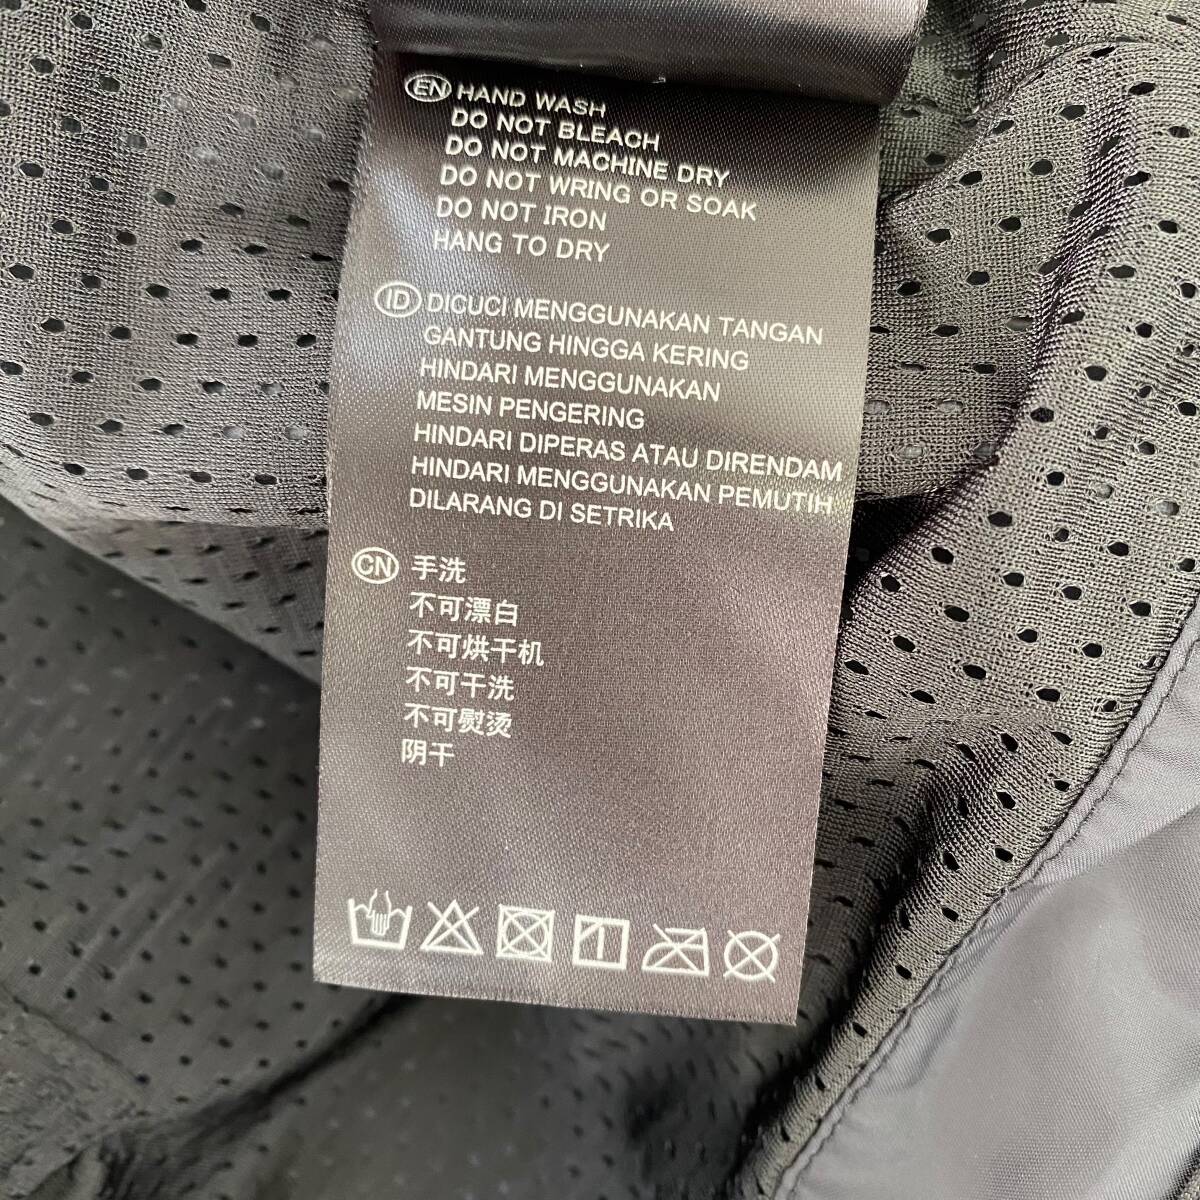 EN HAND WASH
DO NOT BLEACH
DO NOT MACHINE DRY
DO NOT WRING OR SOAK
DO NOT IRON
HANG TO DRY
ID DICUCI MENGGUNAKAN TANGAN
GANTUNG HINGGA KERING
HINDARI MENGGUNAKAN
MESIN PENGERING
HINDARI DIPERAS ATAU DIRENDAM
HINDARI MENGGUNAKAN PEMUTIH
DILARANG DI SETRIKA
CN 手洗
不可漂白
不可烘干机
不可干洗
不可熨烫
阴干